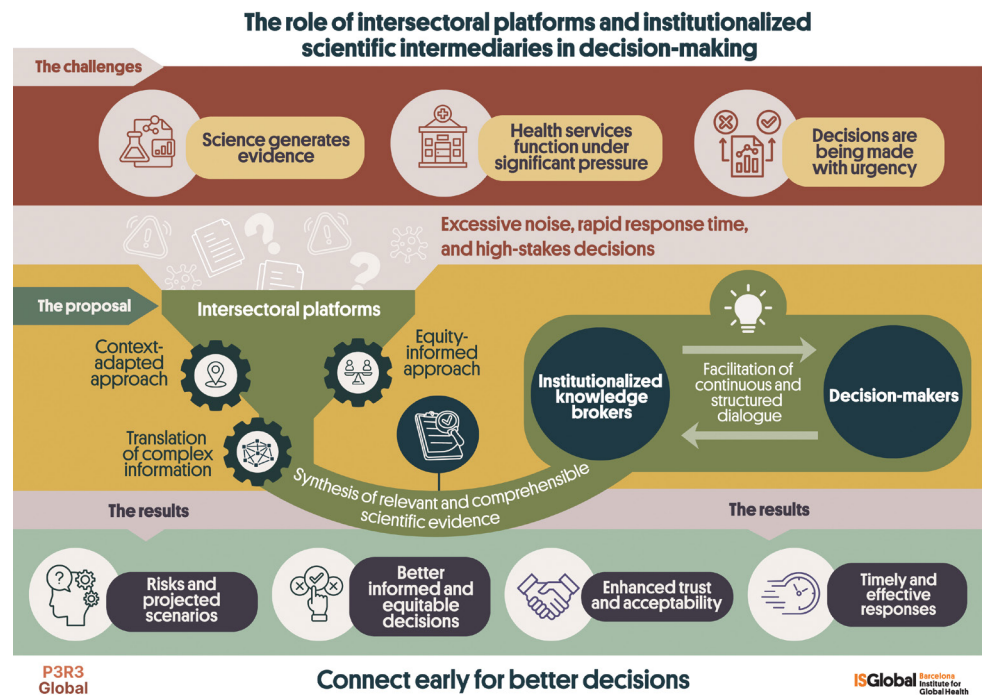 The role of intersectoral platforms and institutionalized
scientific intermediaries in decision-making
The challenges
Science generates
evidence
Health services
function under
significant pressure
Decisions are
being made
with urgency
Excessive noise, rapid response time,
and high-stakes decisions
The proposal
Intersectoral platforms
Context-
adapted
approach
Equity-
informed
approach
Translation
of complex
information
Synthesis of relevant and comprehensible
scientific evidence
Institutionalized
knowledge
brokers
Facilitation of
continuous and
structured
dialogue
Decision-makers
The results
The results
Risks and
projected
scenarios
Better
informed and
equitable
decisions
Enhanced trust
and acceptability
Timely and
effective
responses
P3R3
Global
Connect early for better decisions
ISGlobal Barcelona
Institute for
Global Health